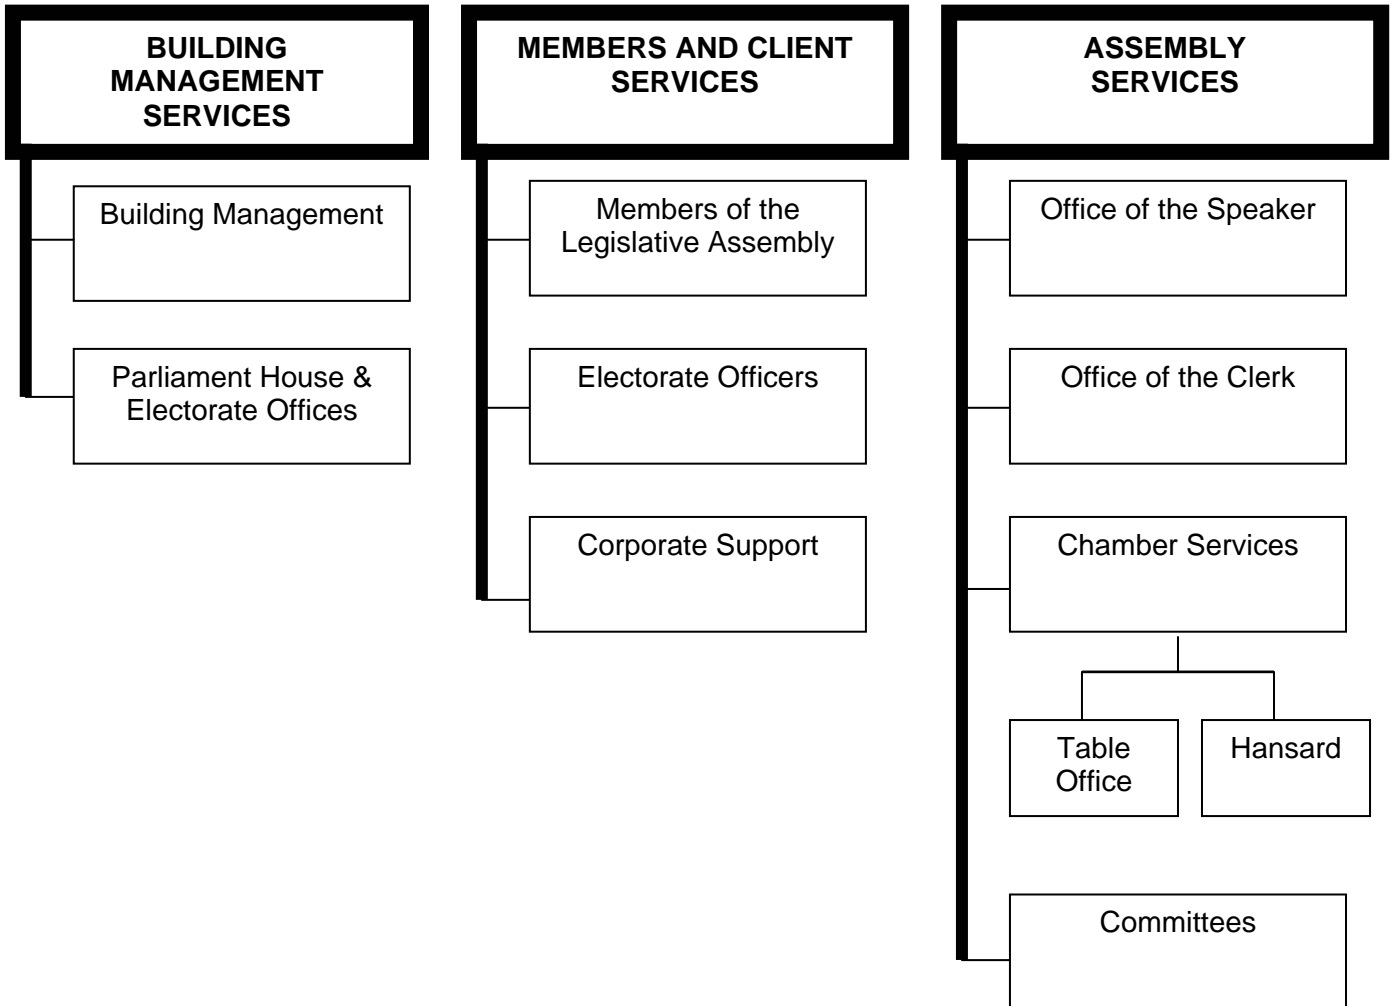 BUILDING
MANAGEMENT
SERVICES
Building Management
Parliament House &
Electorate Offices
MEMBERS AND CLIENT
SERVICES
Members of the
Legislative Assembly
Electorate Officers
Corporate Support
ASSEMBLY
SERVICES
Office of the Speaker
Office of the Clerk
Chamber Services
Table
Office
Hansard
Committees